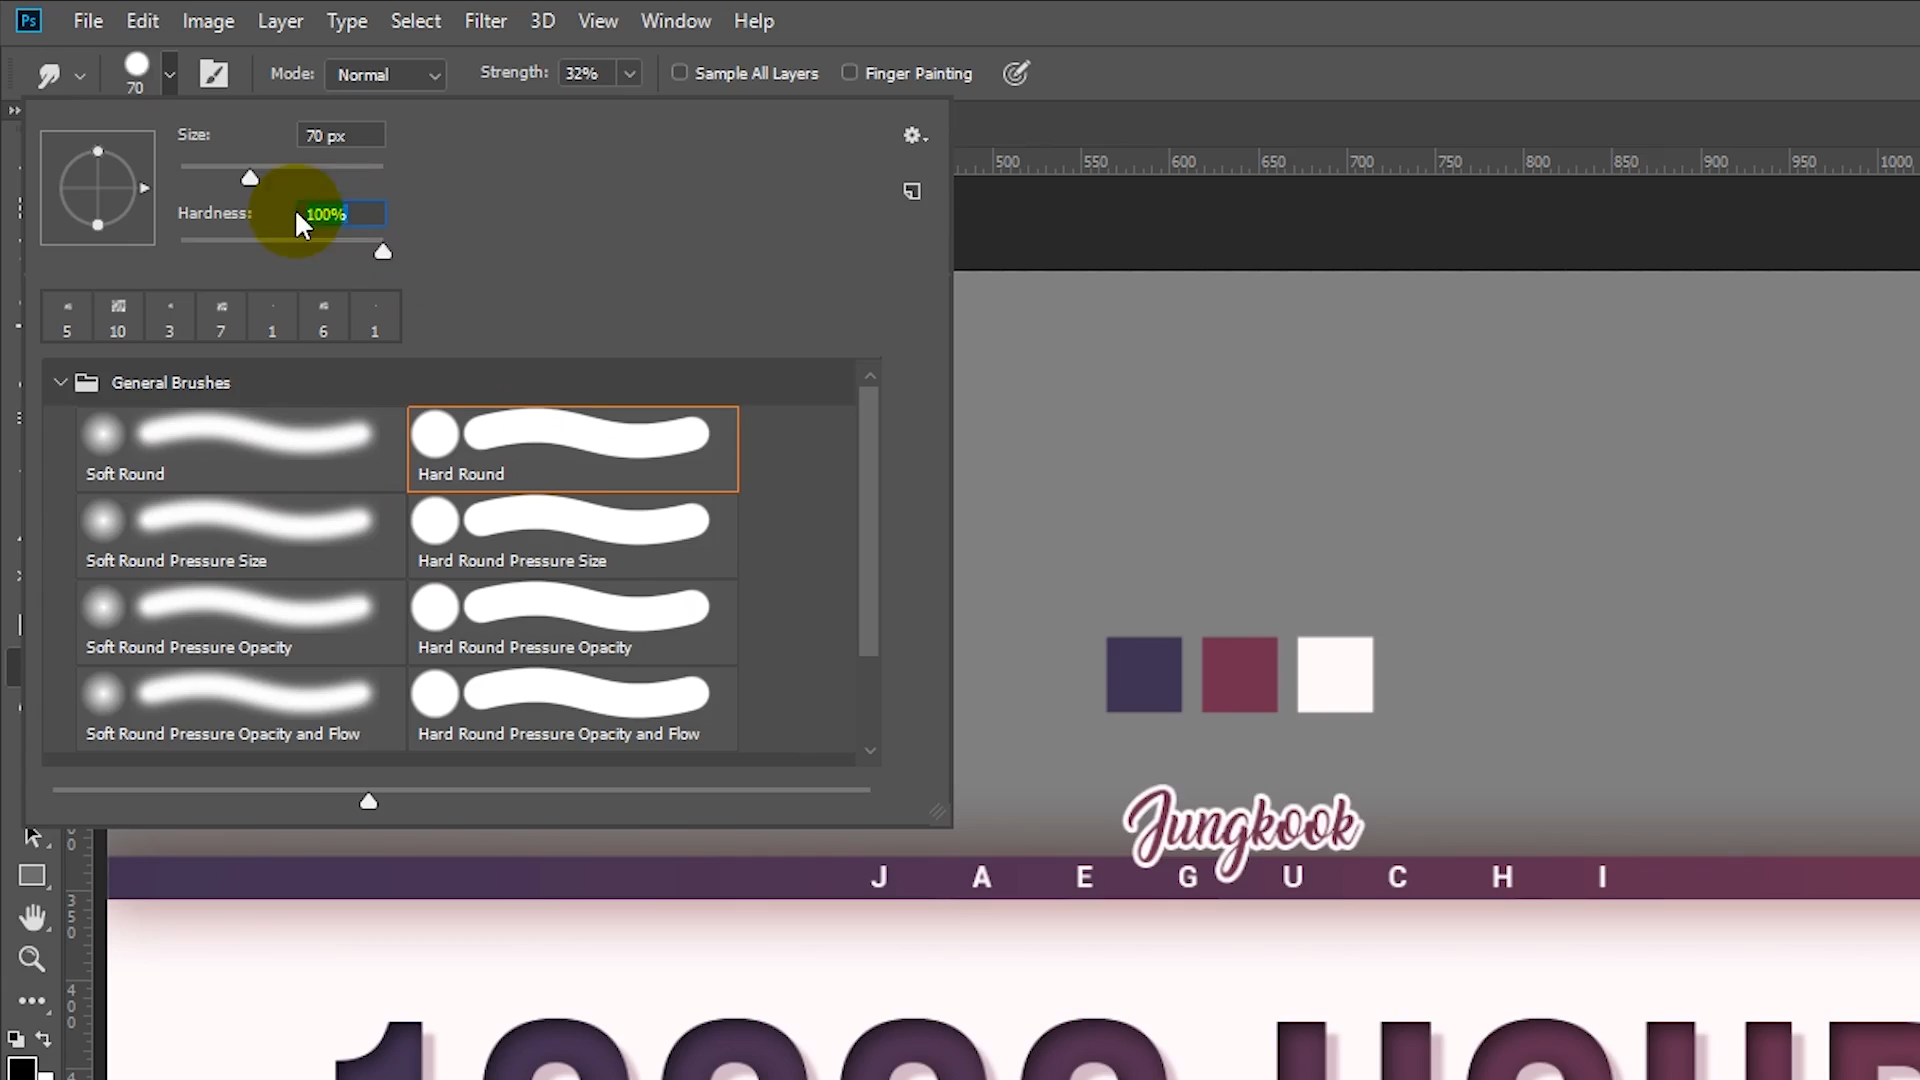 Ps File Edit Image Layer Type Select Filter 3D View Window Help
70 Mode: Normal Strength: 32% Sample All Layers Finger Painting
Size: 70 px
500 550 600 650 700 750 800 850 900 950 1000
Hardness: 100%
5 10 3 7 1 6 1
General Brushes
Soft Round Hard Round
Soft Round Pressure Size Hard Round Pressure Size
Soft Round Pressure Opacity Hard Round Pressure Opacity
Soft Round Pressure Opacity and Flow Hard Round Pressure Opacity and Flow
Jungkook
J A E G U C H I
350
400